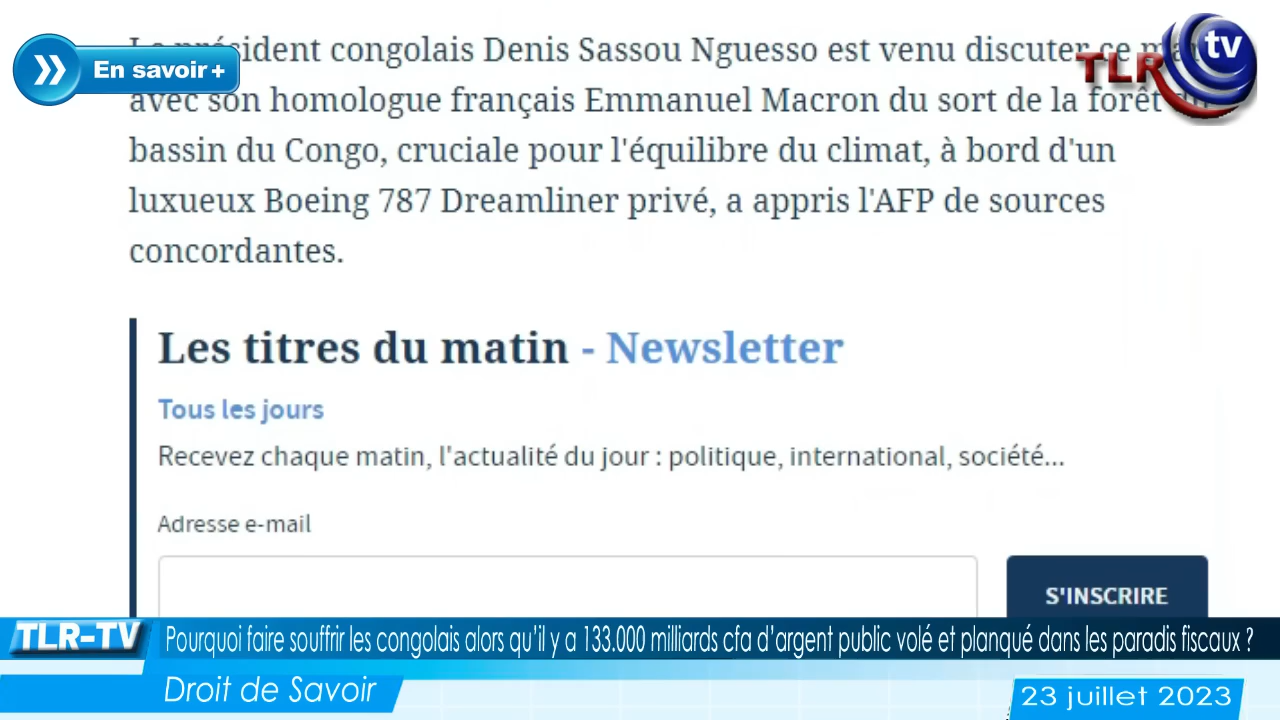 En savoir +
président congolais Denis Sassou Nguesso est venu discuter ce
avec son homologue français Emmanuel Macron du sort de la forêt
bassin du Congo, cruciale pour l'équilibre du climat, à bord d'un
luxueux Boeing 787 Dreamliner privé, a appris l'AFP de sources
concordantes.
TLR tv
Les titres du matin - Newsletter
Tous les jours
Recevez chaque matin, l'actualité du jour : politique, international, société...
Adresse e-mail
S'INSCRIRE
TLR-TV
Pourquoi faire souffrir les congolais alors qu'il y a 133.000 milliards cfa d'argent public volé et planqué dans les paradis fiscaux ?
Droit de Savoir
23 juillet 2023